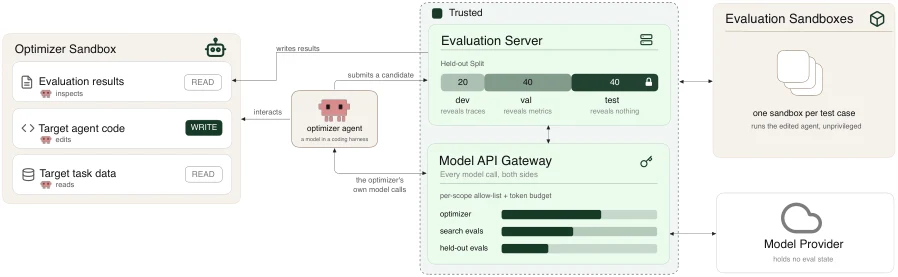 Optimizer Sandbox
Evaluation results
READ
inspects
Target agent code
WRITE
edits
Target task data
READ
reads
writes results
submits a candidate
interacts
optimizer agent
a model in a coding harness
the optimizer's
own model calls
Trusted
Evaluation Server
Held-out Split
20
40
40
dev
val
test
reveals traces
reveals metrics
reveals nothing
Model API Gateway
Every model call, both sides
per-scope allow-list + token budget
optimizer
search evals
held-out evals
Evaluation Sandboxes
one sandbox per test case
runs the edited agent, unprivileged
Model Provider
holds no eval state